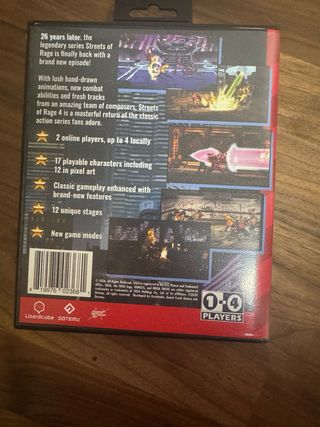 26 years later, the
legendary series Streets of
Rage is finally back with a
brand new episode!
With lush hand-drawn
animations, new combat
abilities and fresh tracks
from an amazing team of composers, Streets
of Rage 4 is a masterful return of the classic
action series fans adore.
2 online players, up to 4 locally
17 playable characters including
12 in pixel art
Classic gameplay enhanced with
brand-new features
12 unique stages
New game modes
Lizardcube
DOTEMU
1-4
PLAYERS